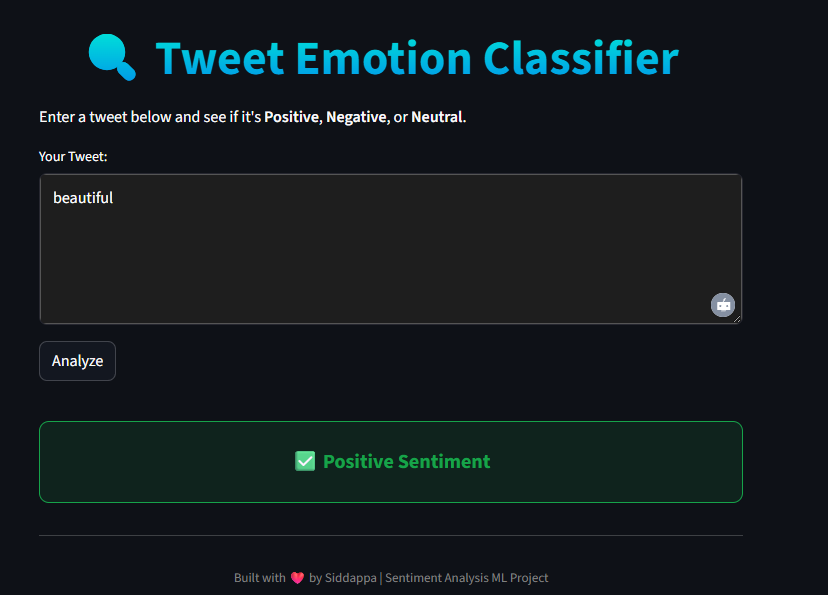 🔍 Tweet Emotion Classifier
Enter a tweet below and see if it's Positive, Negative, or Neutral.
Your Tweet:
beautiful
Analyze
✅ Positive Sentiment
Built with ❤️ by Siddappa | Sentiment Analysis ML Project